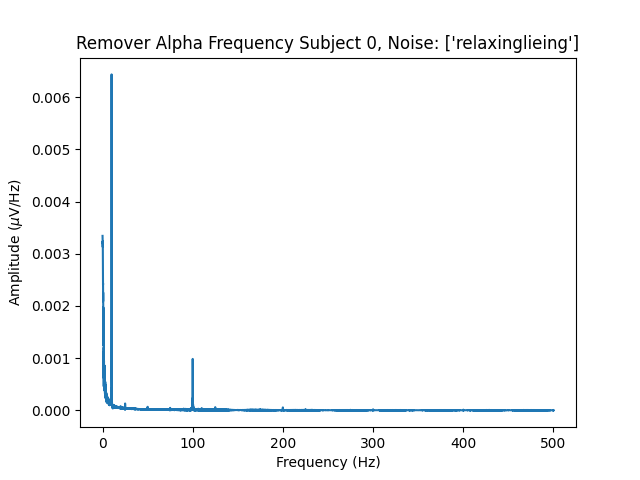 Remover Alpha Frequency Subject 0, Noise: ['relaxinglieing']
Amplitude (μV/Hz)
0.006
0.005
0.004
0.003
0.002
0.001
0.000
0 100 200 300 400 500
Frequency (Hz)